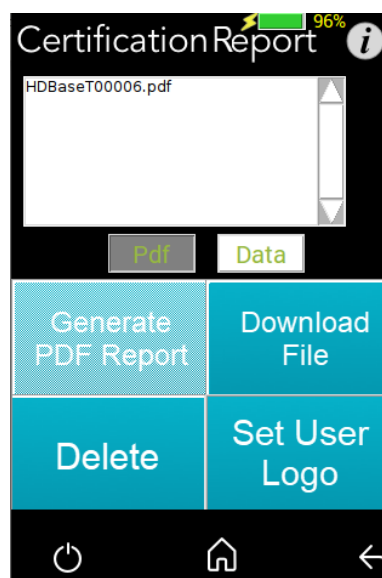 96%
Certification Report
HDBaseT00006.pdf
Pdf Data
Generate
PDF Report
Download
File
Delete
Set User
Logo